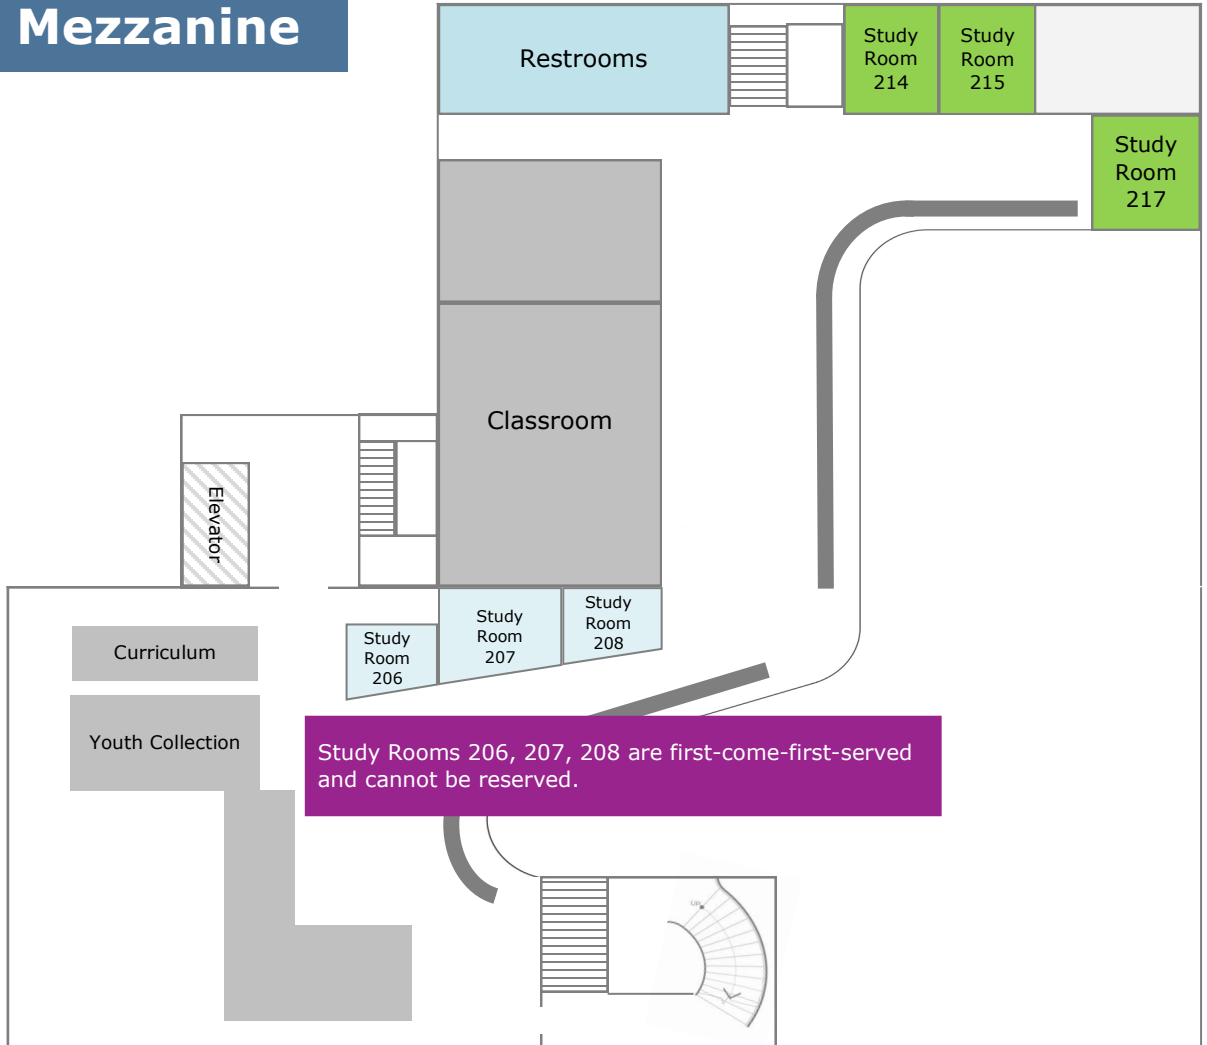 Mezzanine
Restrooms
Study
Room
214
Study
Room
215
Study
Room
217
Classroom
Elevator
Study
Room
206
Study
Room
207
Study
Room
208
Curriculum
Youth Collection
Study Rooms 206, 207, 208 are first-come-first-served
and cannot be reserved.
UP